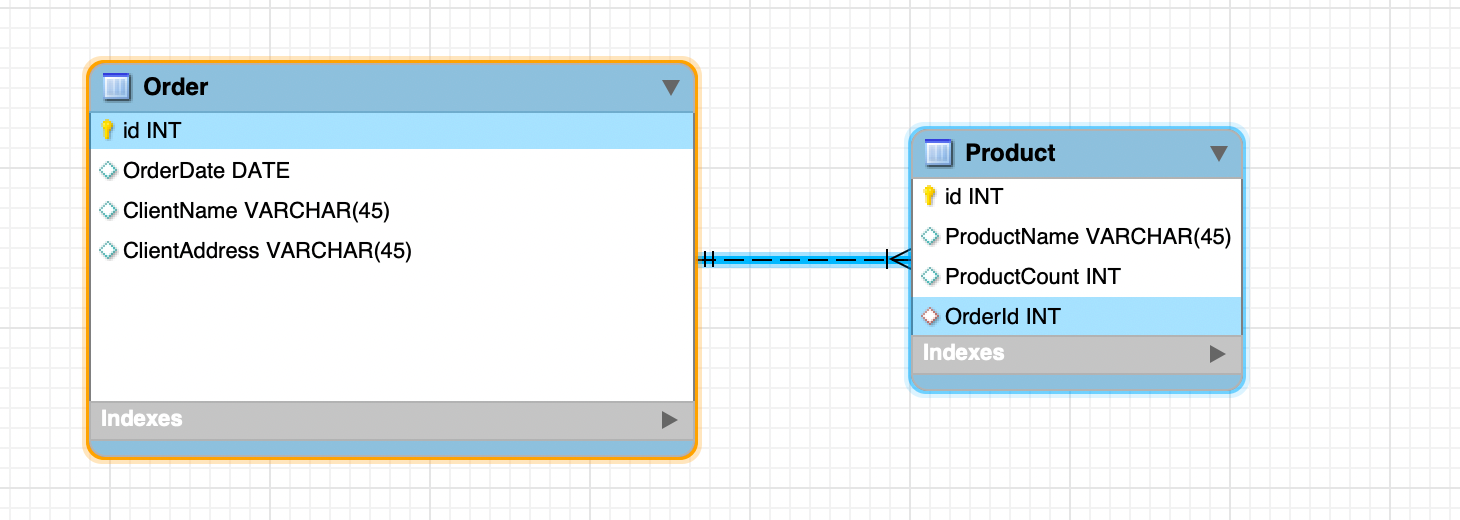 Order
id INT
OrderDate DATE
ClientName VARCHAR(45)
ClientAddress VARCHAR(45)
Indexes
Product
id INT
ProductName VARCHAR(45)
ProductCount INT
OrderId INT
Indexes